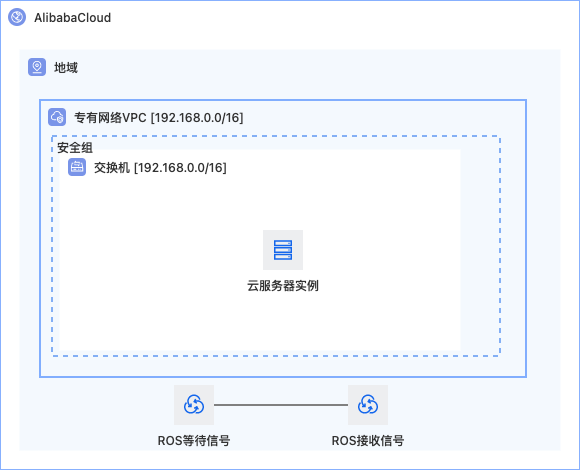 AlibabaCloud
地域
专有网络VPC [192.168.0.0/16]
安全组
交换机 [192.168.0.0/16]
云服务器实例
ROS等待信号
ROS接收信号